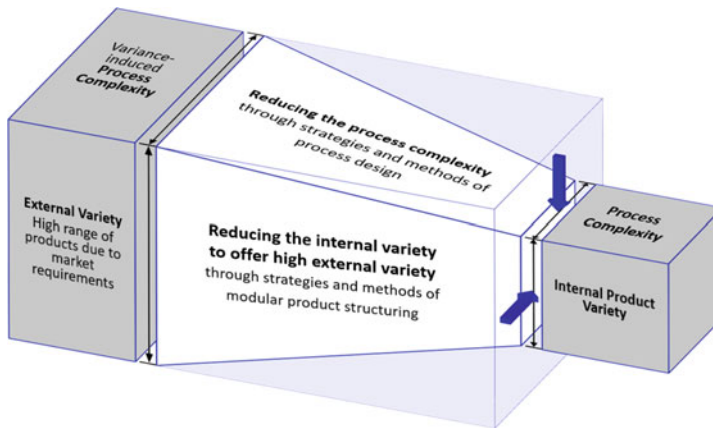 Variance-
induced
Process
Complexity
Reducing the process complexity
through strategies and methods of
process design
External Variety
High range of
products due to
market
requirements
Reducing the internal variety
to offer high external variety
through strategies and methods of
modular product structuring
Process
Complexity
Internal Product
Variety